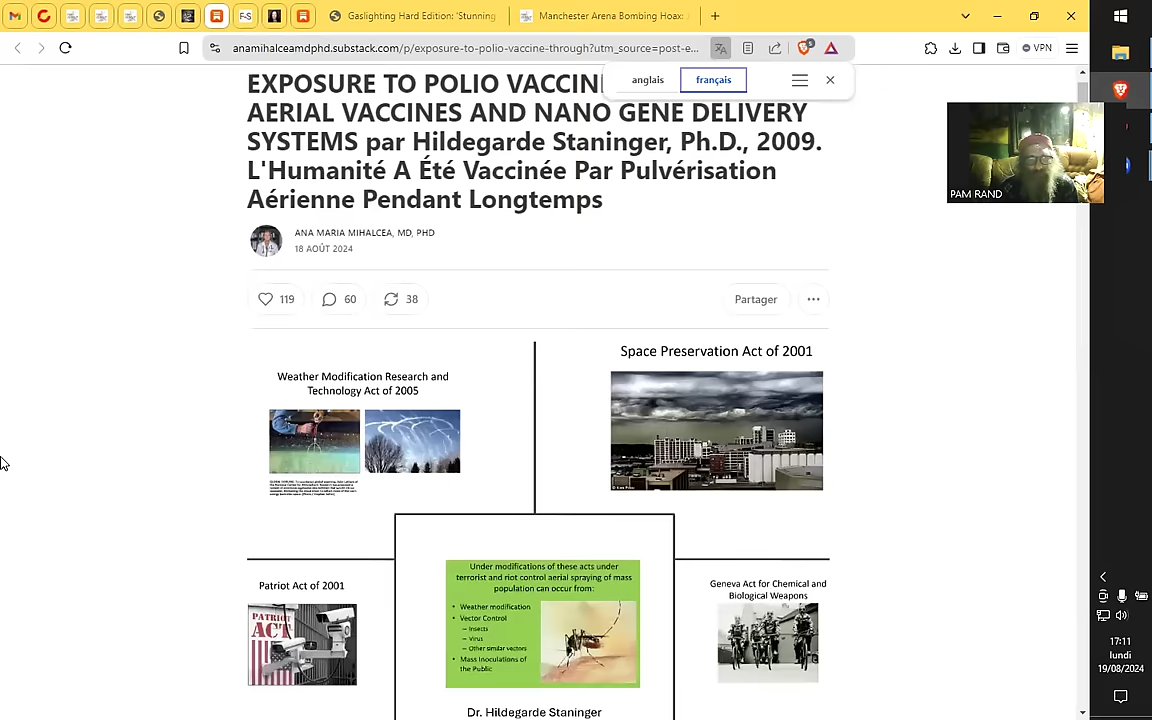 Gaslighting Hard Edition: 'Stunning
Manchester Arena Bombing Hoax:
anamihalceamdphd.substack.com/p/exposure-to-polio-vaccine-through?utm_source=post-e...
VPN
anglais
français
EXPOSURE TO POLIO VACCIN
AERIAL VACCINES AND NANO GENE DELIVERY
SYSTEMS par Hildegarde Staninger, Ph.D., 2009.
L'Humanité A Été Vaccinée Par Pulvérisation
Aérienne Pendant Longtemps
PAM RAND
ANA MARIA MIHALCEA, MD, PHD
18 AOÛT 2024
119
60
38
Partager
Space Preservation Act of 2001
Weather Modification Research and
Technology Act of 2005
Under modifications of these acts under
terrorist and riot control aerial spraying of mass
population can occur from:
• Weather modification
• Vector Control
– Insects
– Virus
– Other similar vectors
• Mass Inoculations of
the Public
Patriot Act of 2001
PATRIOT
ACT
Geneva Act for Chemical and
Biological Weapons
Dr. Hildegarde Staninger
17:11
lundi
19/08/2024